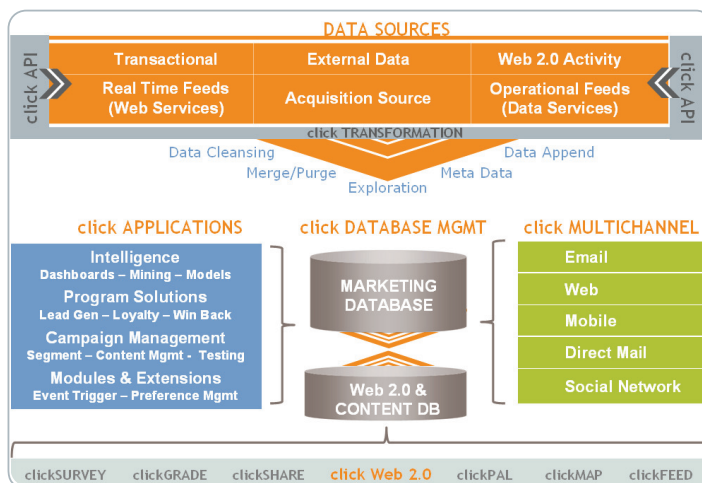 DATA SOURCES
click API
Transactional
External Data
Web 2.0 Activity
Real Time Feeds
(Web Services)
Acquisition Source
Operational Feeds
(Data Services)
click API
click TRANSFORMATION
Data Cleansing
Data Append
Merge/Purge
Meta Data
Exploration
click APPLICATIONS
Intelligence
Dashboards – Mining – Models
Program Solutions
Lead Gen – Loyalty – Win Back
Campaign Management
Segment – Content Mgmt - Testing
Modules & Extensions
Event Trigger – Preference Mgmt
click DATABASE MGMT
MARKETING
DATABASE
Web 2.0 &
CONTENT DB
click MULTICHANNEL
Email
Web
Mobile
Direct Mail
Social Network
clickSURVEY
clickGRADE
clickSHARE
click Web 2.0
clickPAL
clickMAP
clickFEED